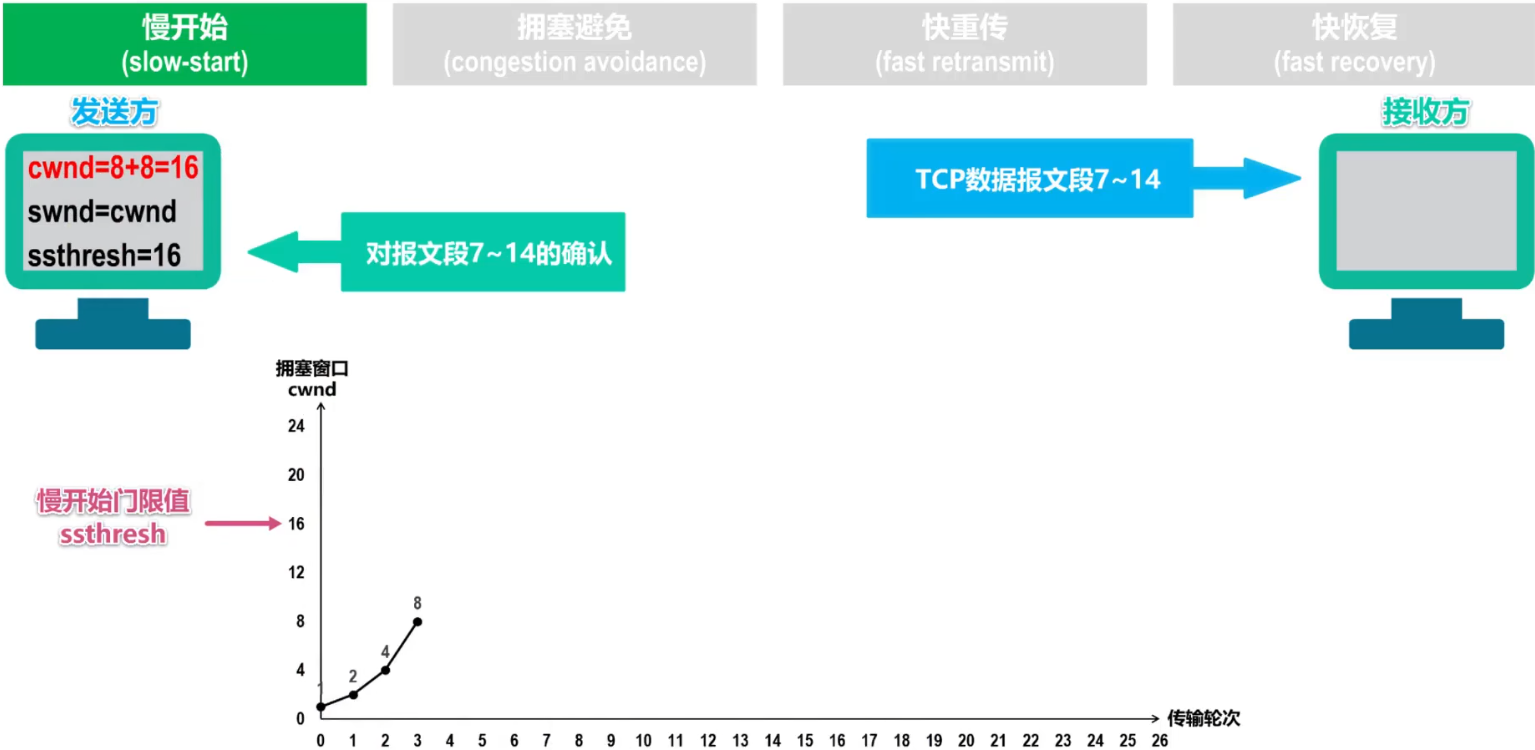 慢开始
(slow-start)
拥塞避免
(congestion avoidance)
快重传
(fast retransmit)
快恢复
(fast recovery)
发送方
接收方
cwnd=8+8=16
swnd=cwnd
ssthresh=16
TCP数据报文段7~14
对报文段7~14的确认
拥塞窗口
cwnd
24
20
慢开始门限值
ssthresh
16
12
8
8
4
4
2
1
0
传输轮次
0 1 2 3 4 5 6 7 8 9 10 11 12 13 14 15 16 17 18 19 20 21 22 23 24 25 26